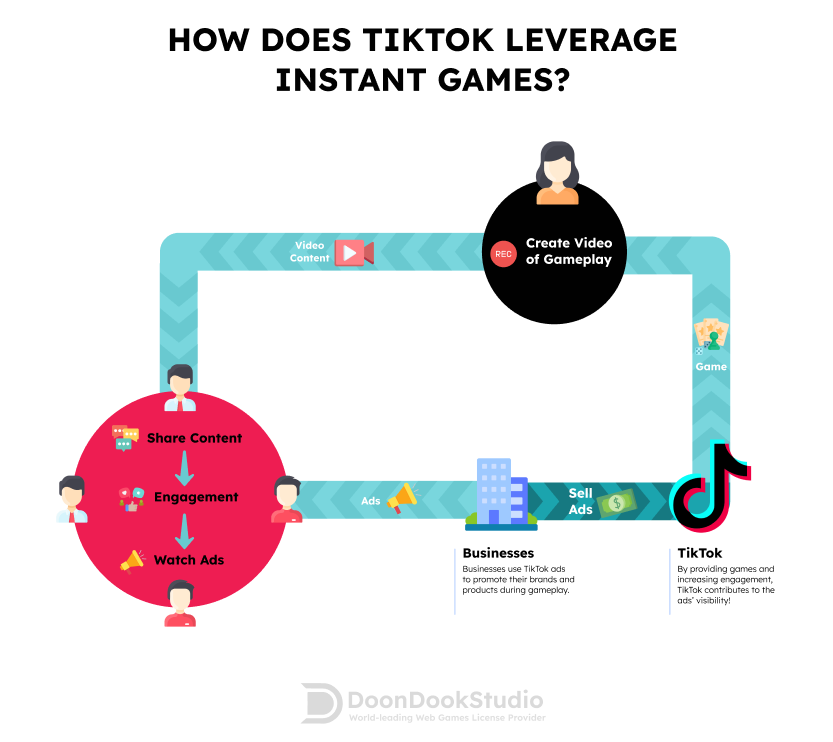 HOW DOES TIKTOK LEVERAGE
INSTANT GAMES?
Video
Content
REC
Create Video
of Gameplay
Game
Share Content
Engagement
Watch Ads
Ads
Sell
Ads
Businesses
Businesses use TikTok ads
to promote their brands and
products during gameplay.
TikTok
By providing games and
increasing engagement,
TikTok contributes to the
ads' visibility!
DoonDookStudio
World-leading Web Games License Provider